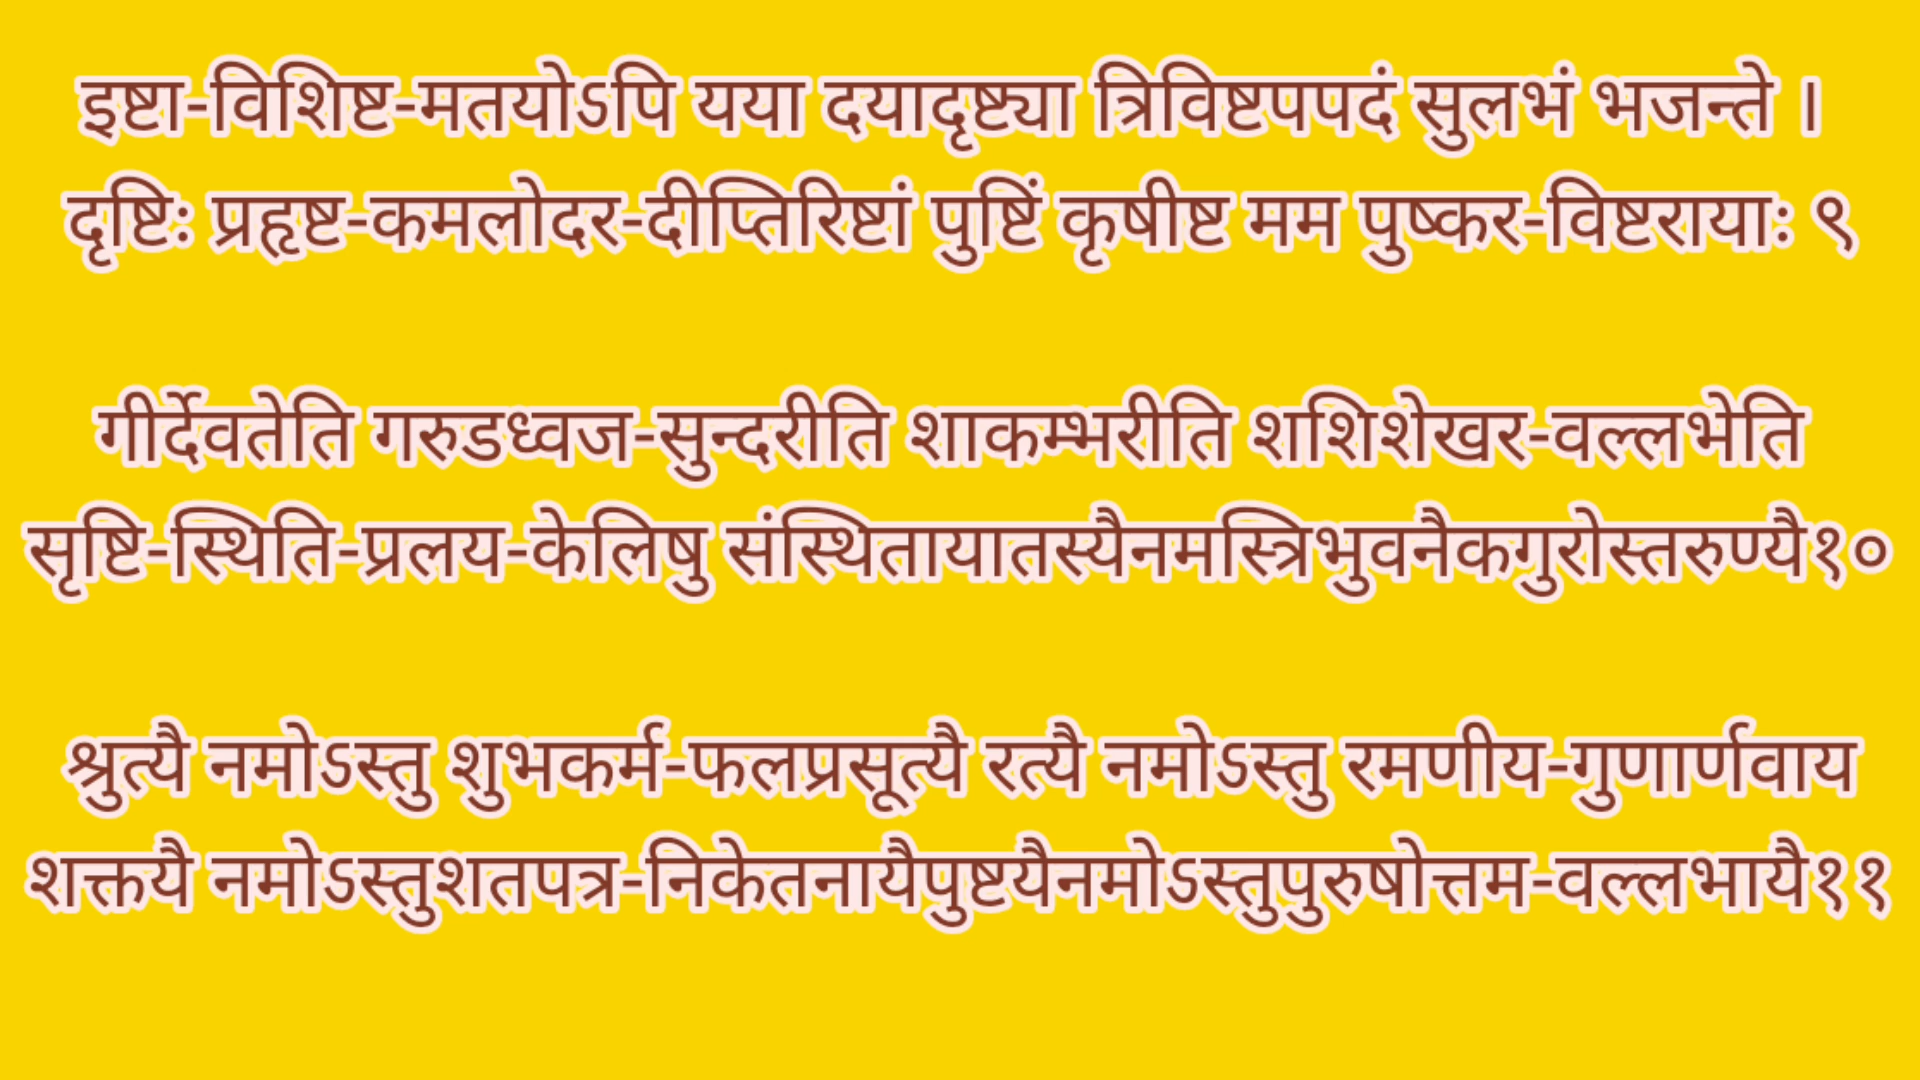 इष्टा-विशिष्ट-मतयोऽपि यया दयादृष्ट्या त्रिविष्टपपदं सुलभं भजन्ते ।
दृष्टिः प्रहृष्ट-कमलोदर-दीप्तिरिष्टां पुष्टिं कृषीष्ट मम पुष्कर-विष्टरायाः ९
गीर्देवतेति गरुडध्वज-सुन्दरीति शाकम्भरीति शशिशेखर-वल्लभेति
सृष्टि-स्थिति-प्रलय-केलिषु संस्थितायातस्यैनमस्त्रिभुवनैकगुरोस्तरुण्यै१०
श्रुत्यै नमोऽस्तु शुभकर्म-फलप्रसूत्यै रत्यै नमोऽस्तु रमणीय-गुणार्णवाय
शक्तयै नमोऽस्तुशतपत्र-निकेतनायैपुष्टयैनमोऽस्तुपुरुषोत्तम-वल्लभायै११